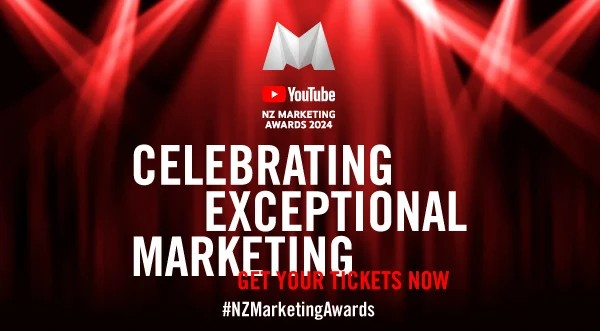 YouTube
NZ MARKETING
AWARDS 2024
CELEBRATING
EXCEPTIONAL
MARKETING
GET YOUR TICKETS NOW
#NZMarketingAwards